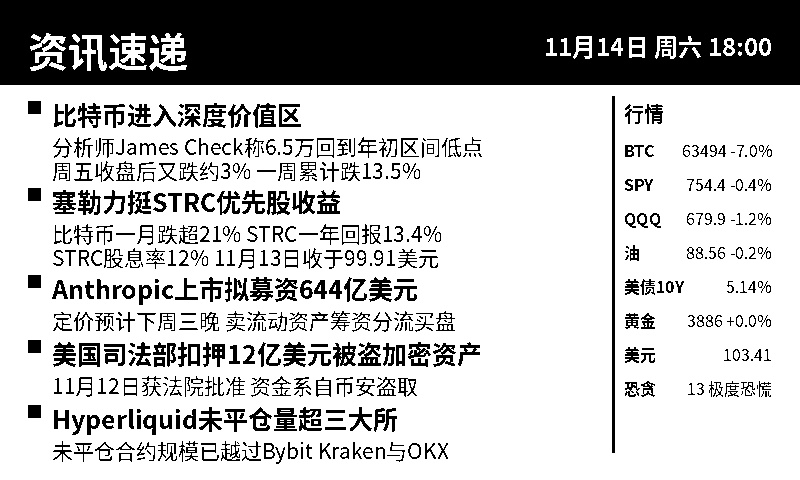 资讯速递
11月14日 周六 18:00
比特币进入深度价值区
分析师James Check称6.5万回到年初区间低点
周五收盘后又跌约3% 一周累计跌13.5%
塞勒力挺STRC优先股收益
比特币一月跌超21% STRC一年回报13.4%
STRC股息率12% 11月13日收于99.91美元
Anthropic上市拟募资644亿美元
定价预计下周三晚 卖流动资产筹资分流买盘
美国司法部扣押12亿美元被盗加密资产
11月12日获法院批准 资金系自币安盗取
Hyperliquid未平仓量超三大所
未平仓合约规模已越过Bybit Kraken与OKX
行情
BTC 63494 -7.0%
SPY 754.4 -0.4%
QQQ 679.9 -1.2%
油 88.56 -0.2%
美债10Y 5.14%
黄金 3886 +0.0%
美元 103.41
恐贪 13 极度恐慌